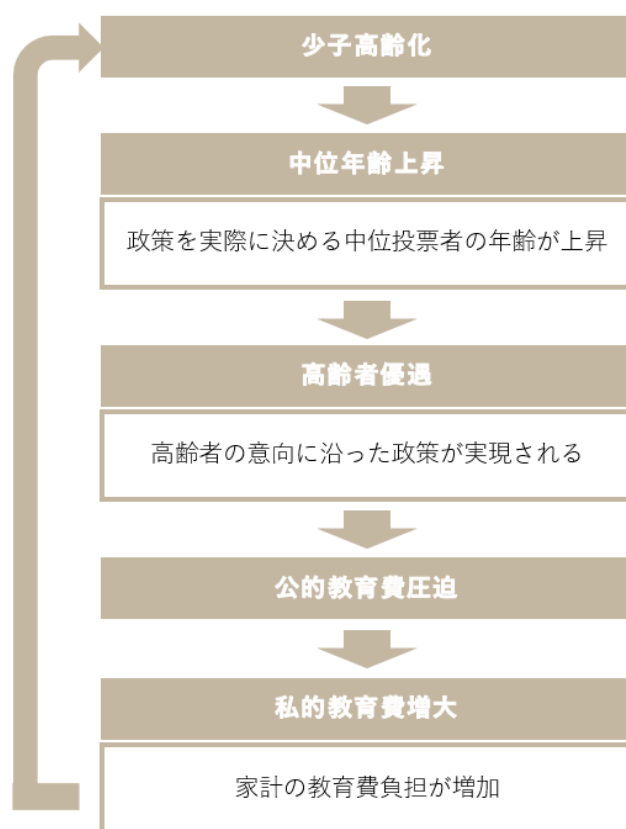 少子高齢化
中位年齢上昇
政策を実際に決める中位投票者の年齢が上昇
高齢者優遇
高齢者の意向に沿った政策が実現される
公的教育費圧迫
私的教育費増大
家計の教育費負担が増加